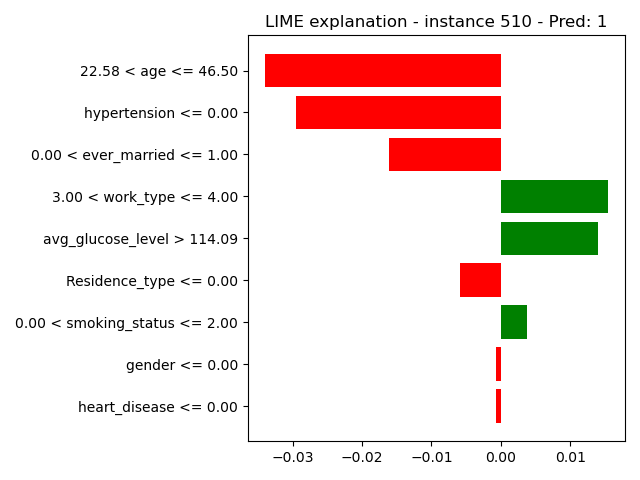 LIME explanation - instance 510 - Pred: 1
22.58 < age <= 46.50
hypertension <= 0.00
0.00 < ever_married <= 1.00
3.00 < work_type <= 4.00
avg_glucose_level > 114.09
Residence_type <= 0.00
0.00 < smoking_status <= 2.00
gender <= 0.00
heart_disease <= 0.00
−0.03 −0.02 −0.01 0.00 0.01